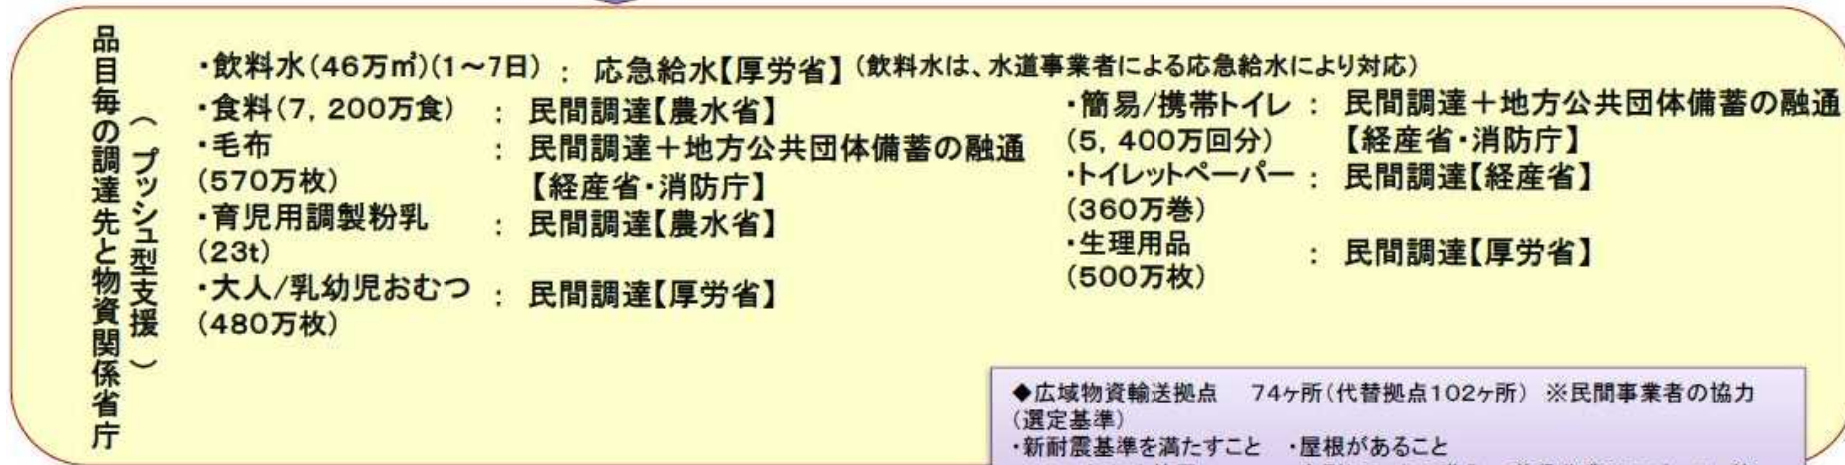 品目毎の調達先と物資関係省庁
（プッシュ型支援）
・飲料水(46万㎥)(1～7日) : 応急給水【厚労省】(飲料水は、水道事業者による応急給水により対応)
・食料(7, 200万食) : 民間調達【農水省】
・毛布 : 民間調達＋地方公共団体備蓄の融通
(570万枚) 【経産省・消防庁】
・育児用調製粉乳 : 民間調達【農水省】
(23t)
・大人/乳幼児おむつ : 民間調達【厚労省】
(480万枚)
・簡易/携帯トイレ : 民間調達＋地方公共団体備蓄の融通
(5, 400万回分) 【経産省・消防庁】
・トイレットペーパー : 民間調達【経産省】
(360万巻)
・生理用品 : 民間調達【厚労省】
(500万枚)
◆広域物資輸送拠点 74ヶ所(代替拠点102ヶ所) ※民間事業者の協力
(選定基準)
・新耐震基準を満たすこと ・屋根があること